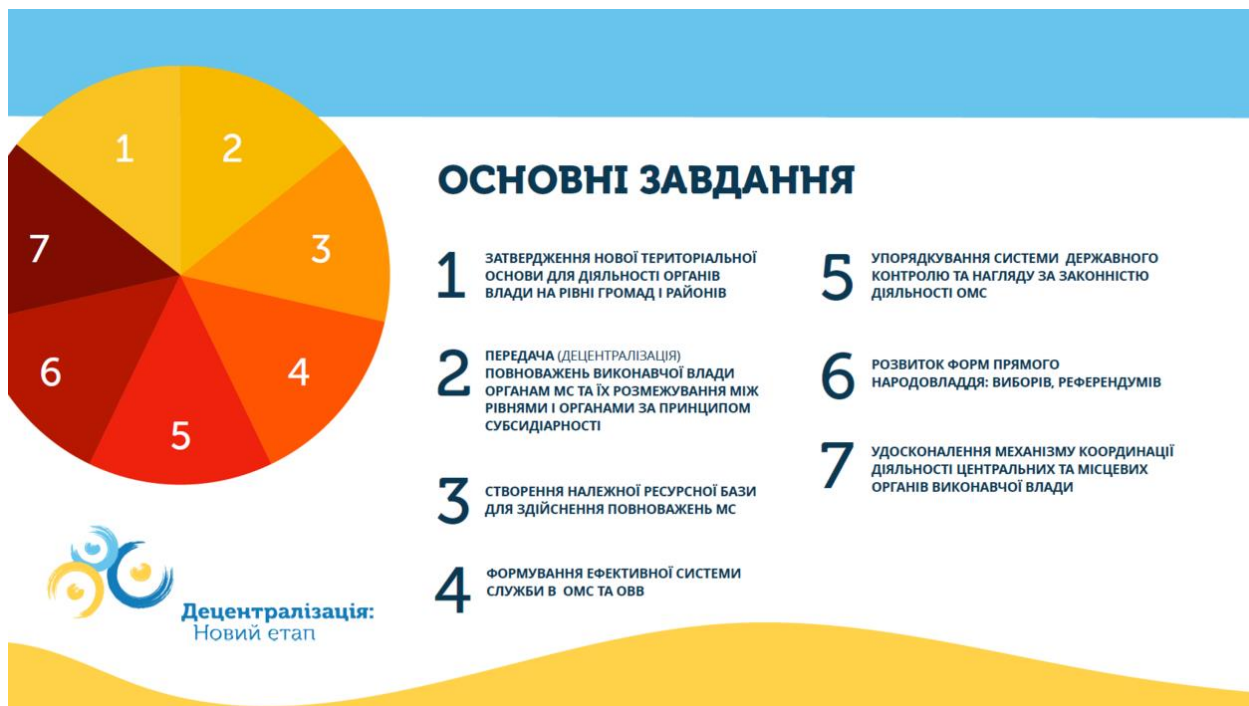 1
2
3
4
5
6
7
ОСНОВНІ ЗАВДАННЯ
1
ЗАТВЕРДЖЕННЯ НОВОЇ ТЕРИТОРІАЛЬНОЇ
ОСНОВИ ДЛЯ ДІЯЛЬНОСТІ ОРГАНІВ
ВЛАДИ НА РІВНІ ГРОМАД І РАЙОНІВ
2
ПЕРЕДАЧА (ДЕЦЕНТРАЛІЗАЦІЯ)
ПОВНОВАЖЕНЬ ВИКОНАВЧОЇ ВЛАДИ
ОРГАНАМ МС ТА ЇХ РОЗМЕЖУВАННЯ МІЖ
РІВНЯМИ І ОРГАНАМИ ЗА ПРИНЦИПОМ
СУБСИДІАРНОСТІ
3
СТВОРЕННЯ НАЛЕЖНОЇ РЕСУРСНОЇ БАЗИ
ДЛЯ ЗДІЙСНЕННЯ ПОВНОВАЖЕНЬ МС
4
ФОРМУВАННЯ ЕФЕКТИВНОЇ СИСТЕМИ
СЛУЖБИ В ОМС ТА ОВВ
5
УПОРЯДКУВАННЯ СИСТЕМИ ДЕРЖАВНОГО
КОНТРОЛЮ ТА НАГЛЯДУ ЗА ЗАКОННІСТЮ
ДІЯЛЬНОСТІ ОМС
6
РОЗВИТОК ФОРМ ПРЯМОГО
НАРОДОВЛАДДЯ: ВИБОРІВ, РЕФЕРЕНДУМІВ
7
УДОСКОНАЛЕННЯ МЕХАНІЗМУ КООРДИНАЦІЇ
ДІЯЛЬНОСТІ ЦЕНТРАЛЬНИХ ТА МІСЦЕВИХ
ОРГАНІВ ВИКОНАВЧОЇ ВЛАДИ
Децентралізація:
Новий етап